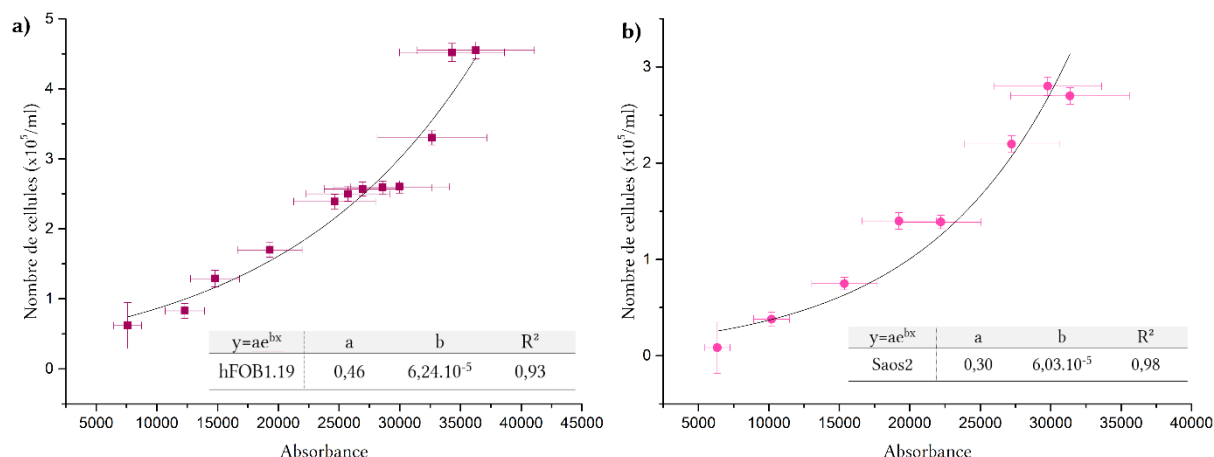 a)
Nombre de cellules (x10⁵/ml)
5
4
3
2
1
0
y=ae^bx a b R²
hFOB1.19 0,46 6,24.10⁻⁵ 0,93
5000 10000 15000 20000 25000 30000 35000 40000 45000
Absorbance
b)
Nombre de cellules (x10⁵/ml)
3
2
1
0
y=ae^bx a b R²
Saos2 0,30 6,03.10⁻⁵ 0,98
5000 10000 15000 20000 25000 30000 35000 40000
Absorbance